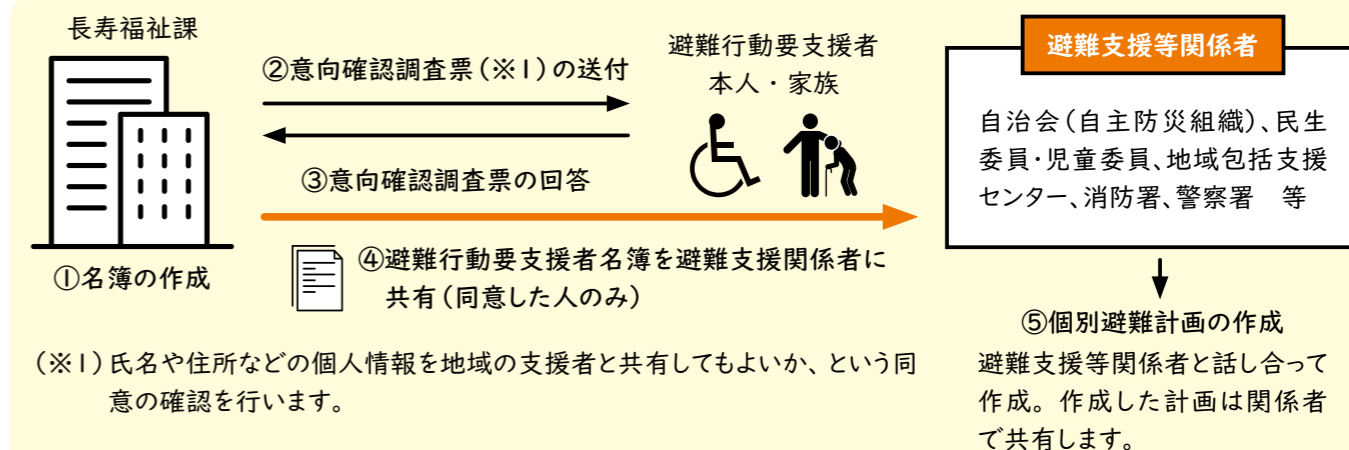 長寿福祉課
①名簿の作成
②意向確認調査票(※1)の送付
③意向確認調査票の回答
避難行動要支援者
本人・家族
④避難行動要支援者名簿を避難支援関係者に
共有(同意した人のみ)
(※1)氏名や住所などの個人情報を地域の支援者と共有してもよいか、という同
意の確認を行います。
避難支援等関係者
自治会(自主防災組織)、民生
委員・児童委員、地域包括支援
センター、消防署、警察署　等
⑤個別避難計画の作成
避難支援等関係者と話し合って
作成。作成した計画は関係者
で共有します。